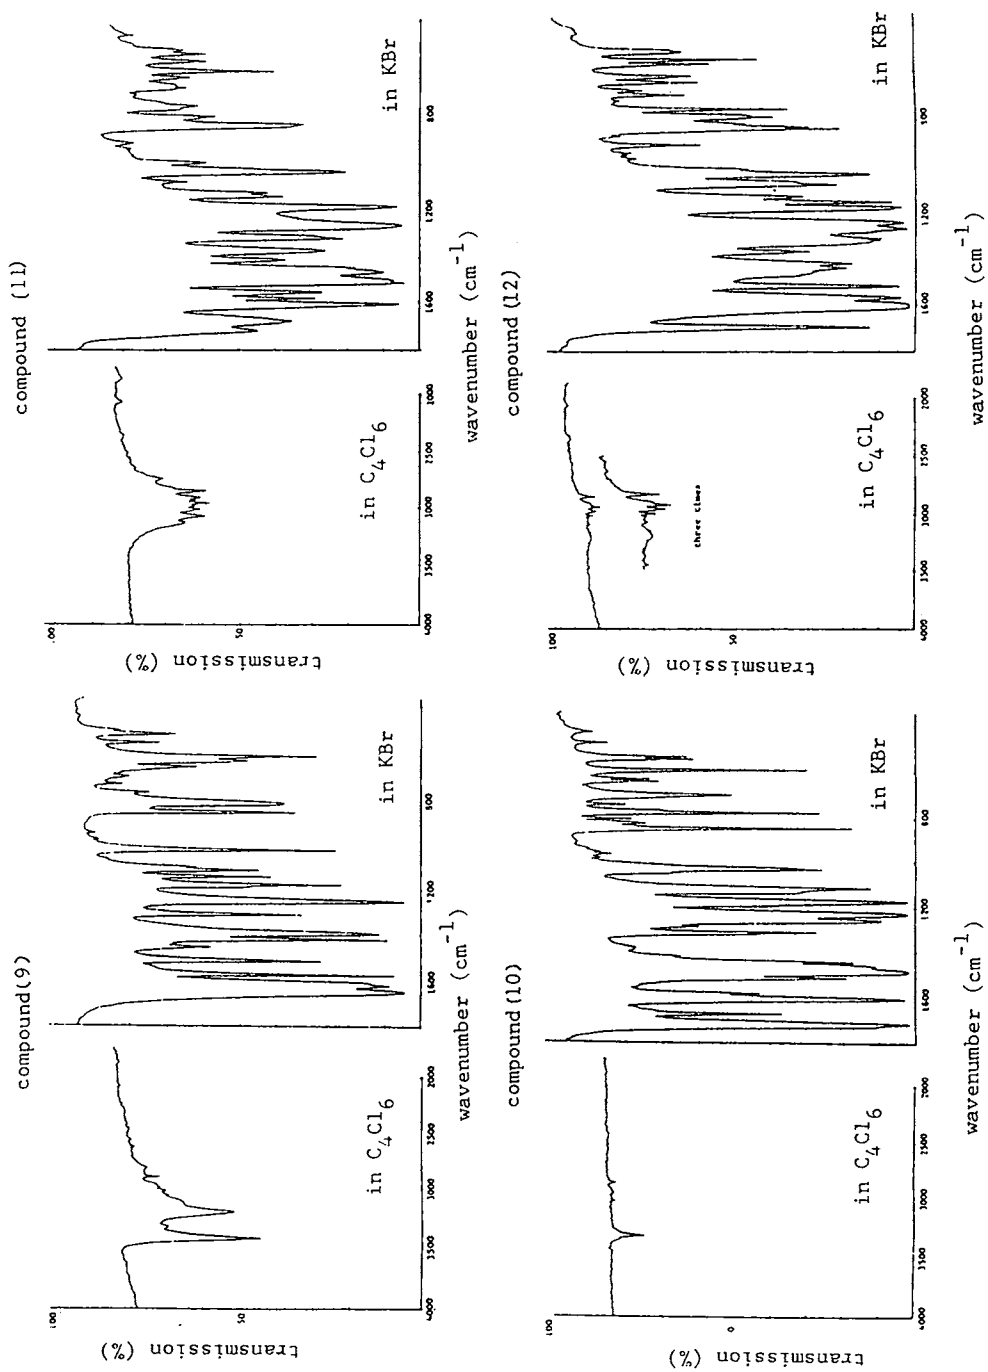 compound (9)
transmission (%)
100
50
in C4Cl6
4000
3500
3000
2500
2000
in KBr
1600
1200
800
wavenumber (cm⁻¹)
compound (11)
transmission (%)
100
50
in C4Cl6
4000
3500
3000
2500
2000
in KBr
1600
1200
800
wavenumber (cm⁻¹)
compound (10)
transmission (%)
100
0
in C4Cl6
4000
3500
3000
2500
2000
in KBr
1600
1200
800
wavenumber (cm⁻¹)
compound (12)
transmission (%)
100
50
three times
in C4Cl6
4000
3500
3000
2500
2000
in KBr
1600
1200
800
wavenumber (cm⁻¹)